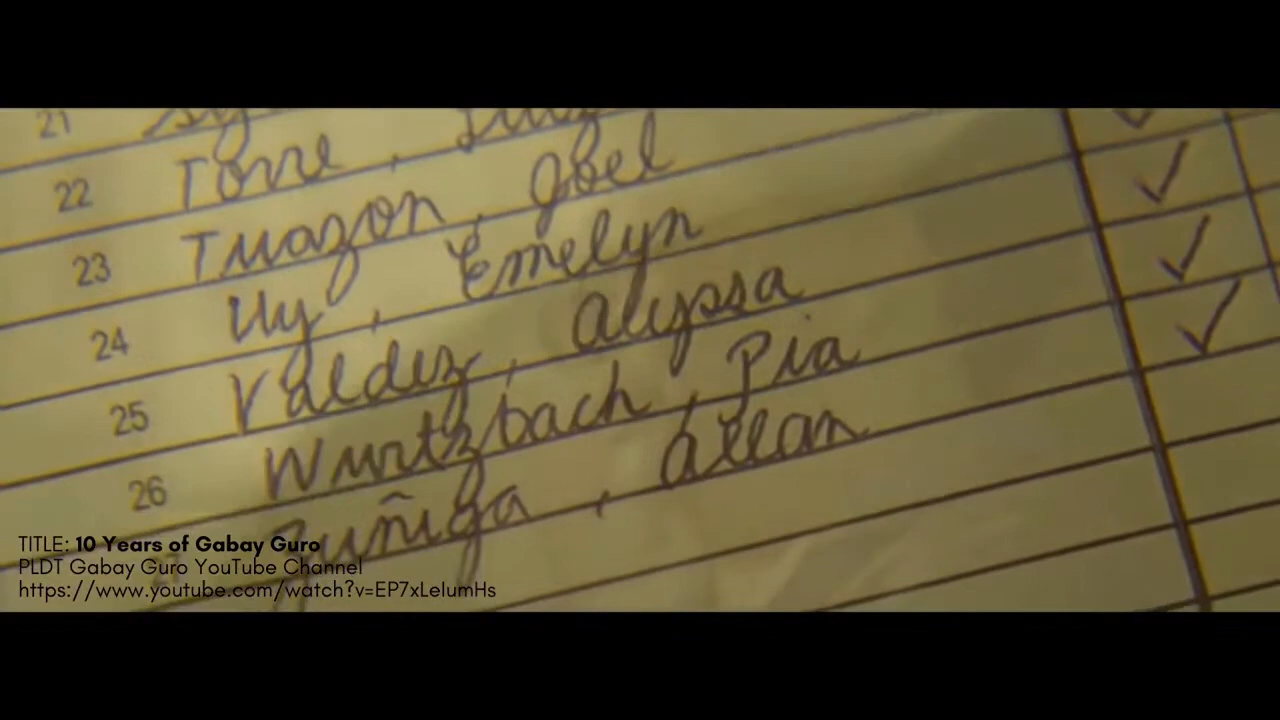 21
22 Torre,
23 Tuazon, Joel
24 Uy, Emelyn
25 Valdez, Alyssa
26 Wurtzbach, Pia
Zuñiga, Allan
TITLE: 10 Years of Gabay Guro
PLDT Gabay Guro YouTube Channel
https://www.youtube.com/watch?v=EP7xLeIumHs